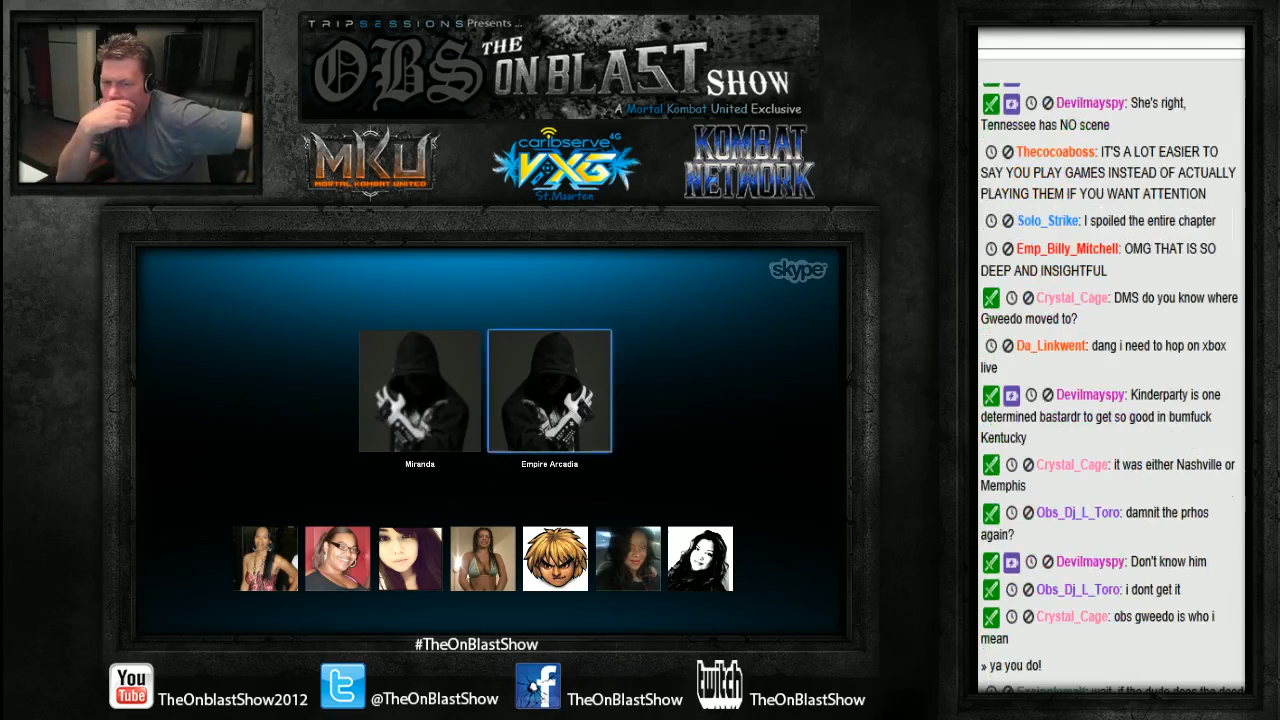 TRIPSESSIONS Presents ...
OBS THE ON BLAST SHOW
A Mortal Kombat United Exclusive
MKU
MORTAL KOMBAT UNITED
caribserve 4G
VXG
St.Maarten
KOMBAT
NETWORK
skype
Miranda
Empire Arcadia
#TheOnBlastShow
You
Tube
TheOnblastShow2012
@TheOnBlastShow
TheOnBlastShow
twitch
TheOnBlastShow
Devilmayspy: She's right,
Tennessee has NO scene
Thecocoaboss: IT'S A LOT EASIER TO
SAY YOU PLAY GAMES INSTEAD OF ACTUALLY
PLAYING THEM IF YOU WANT ATTENTION
Solo_Strike: I spoiled the entire chapter
Emp_Billy_Mitchell: OMG THAT IS SO
DEEP AND INSIGHTFUL
Crystal_Cage: DMS do you know where
Gweedo moved to?
Da_Linkwent: dang i need to hop on xbox
live
Devilmayspy: Kinderparty is one
determined bastardr to get so good in bumfuck
Kentucky
Crystal_Cage: it was either Nashville or
Memphis
Obs_Dj_L_Toro: damnit the prhos
again?
Devilmayspy: Don't know him
Obs_Dj_L_Toro: i dont get it
Crystal_Cage: obs gweedo is who i
mean
» ya you do!